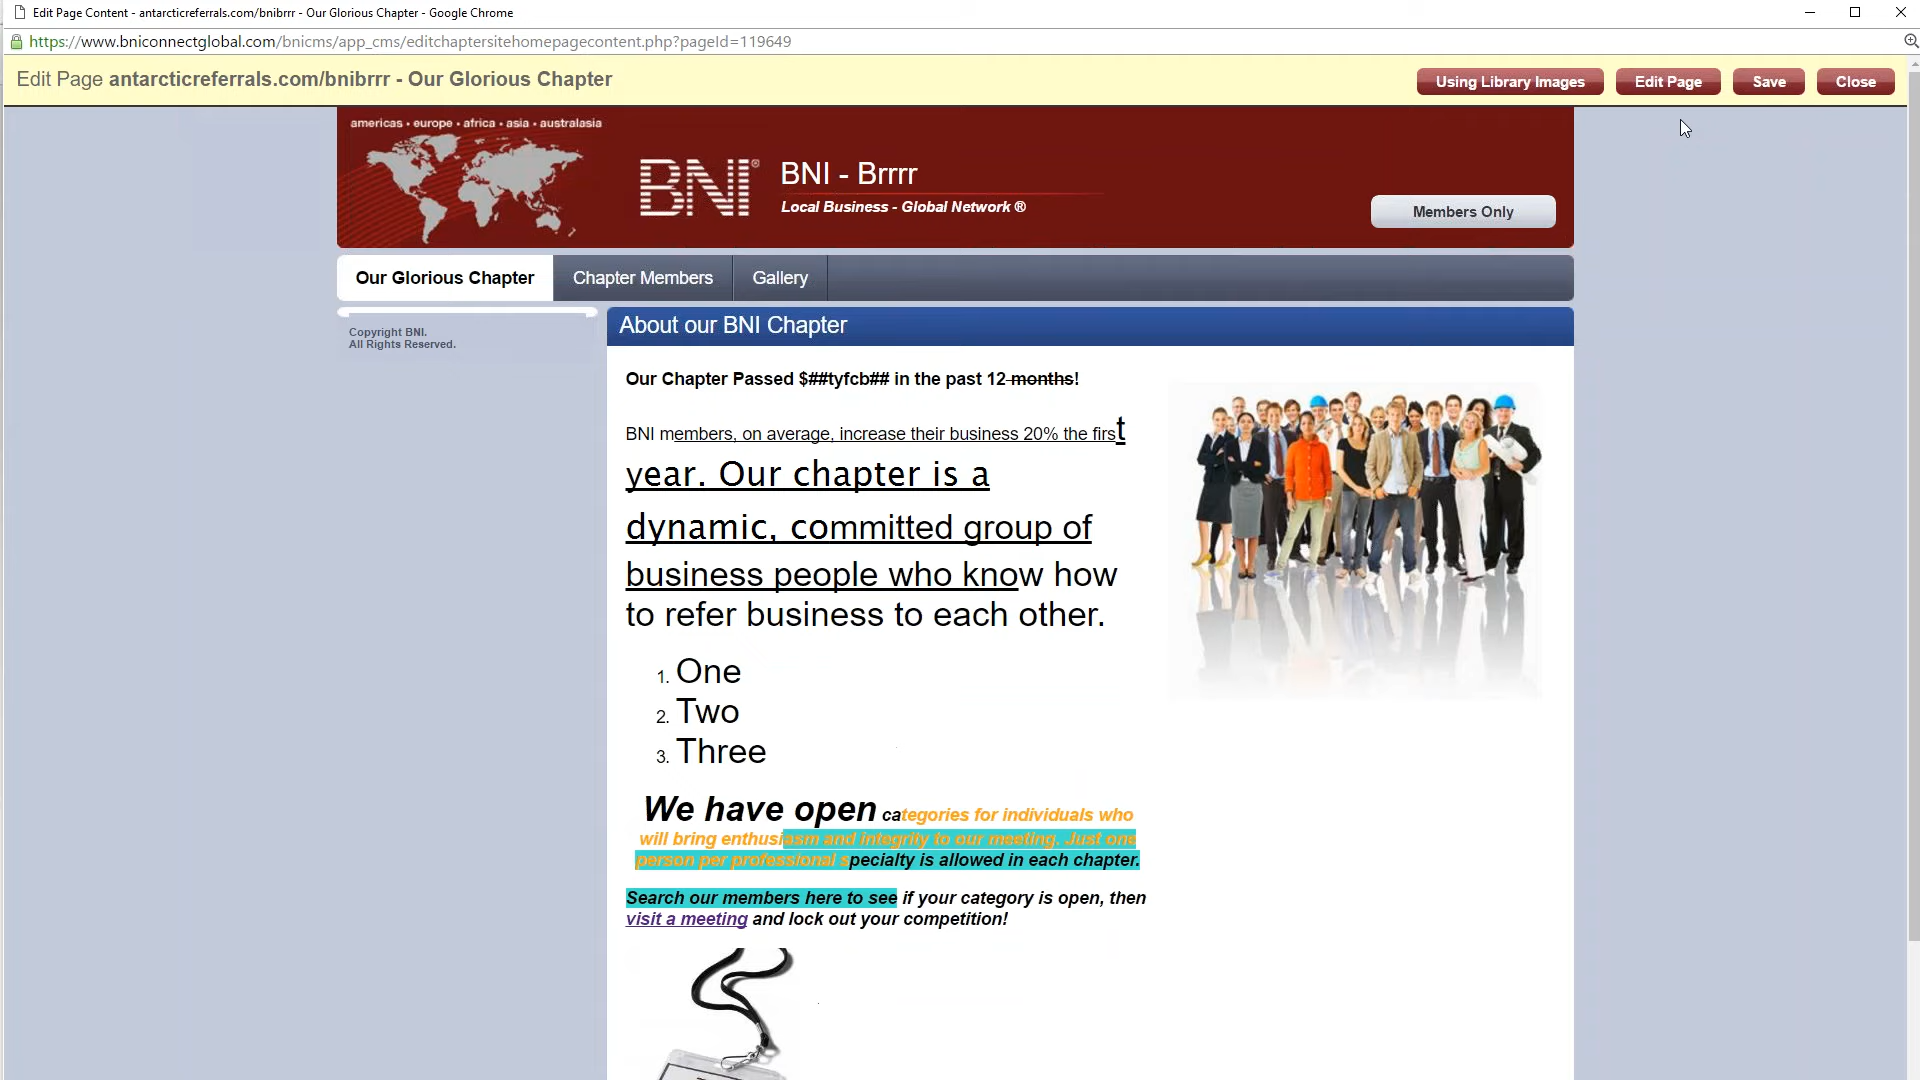 Edit Page Content - antarcticreferrals.com/bnibrrr - Our Glorious Chapter - Google Chrome
https://www.bniconnectglobal.com/bnicms/app_cms/editchaptersitehomepagecontent.php?pageId=119649
Edit Page antarcticreferrals.com/bnibrrr - Our Glorious Chapter
Using Library Images
Edit Page
Save
Close
americas • europe • africa • asia • australasia
BNI®
BNI - Brrrr
Local Business - Global Network ®
Members Only
Our Glorious Chapter
Chapter Members
Gallery
Copyright BNI.
All Rights Reserved.
About our BNI Chapter
Our Chapter Passed $##tyfcb## in the past 12 months!
BNI members, on average, increase their business 20% the first
year. Our chapter is a
dynamic, committed group of
business people who know how
to refer business to each other.
1. One
2. Two
3. Three
We have open categories for individuals who
will bring enthusiasm and integrity to our meeting. Just one
person per professional specialty is allowed in each chapter.
Search our members here to see if your category is open, then
visit a meeting and lock out your competition!